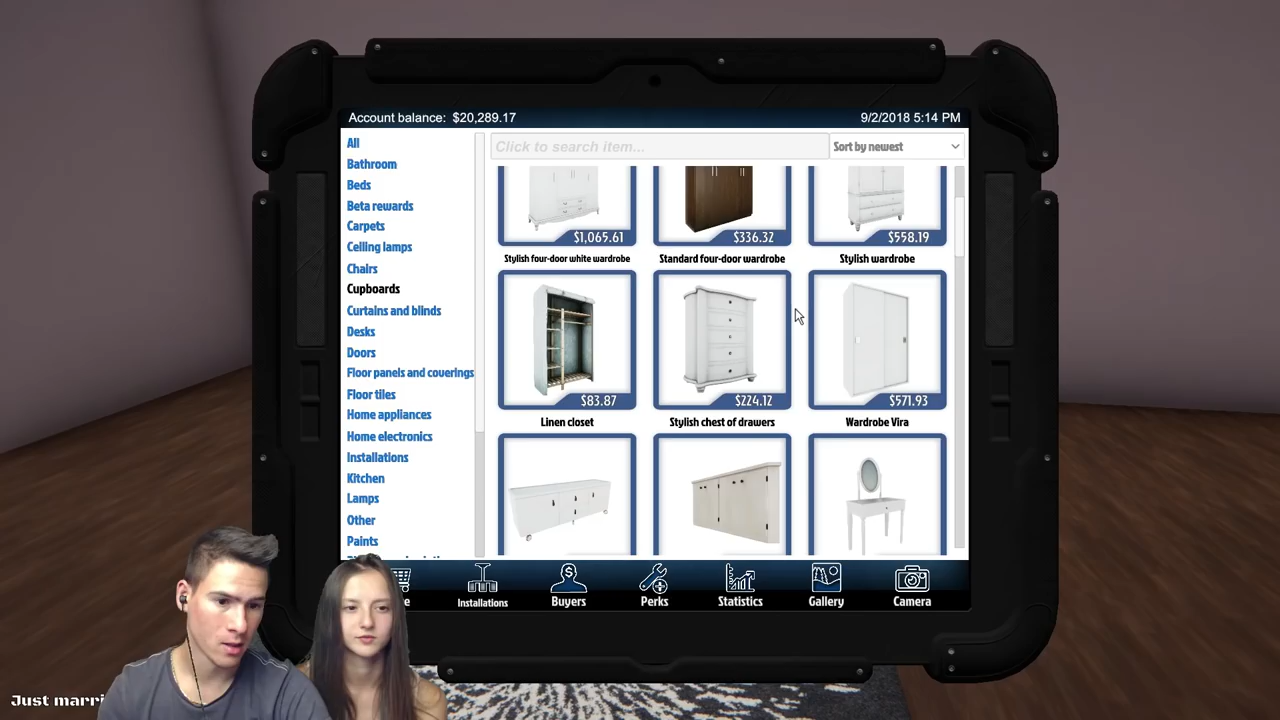 Account balance: $20,289.17
9/2/2018 5:14 PM
All
Bathroom
Beds
Beta rewards
Carpets
Ceiling lamps
Chairs
Cupboards
Curtains and blinds
Desks
Doors
Floor panels and coverings
Floor tiles
Home appliances
Home electronics
Installations
Kitchen
Lamps
Other
Paints
Click to search item...
Sort by newest
$1,065.61
$336.32
$558.19
Stylish four-door white wardrobe
Standard four-door wardrobe
Stylish wardrobe
$83.87
$224.12
$571.93
Linen closet
Stylish chest of drawers
Wardrobe Vira
Installations
Buyers
Perks
Statistics
Gallery
Camera
Just marri